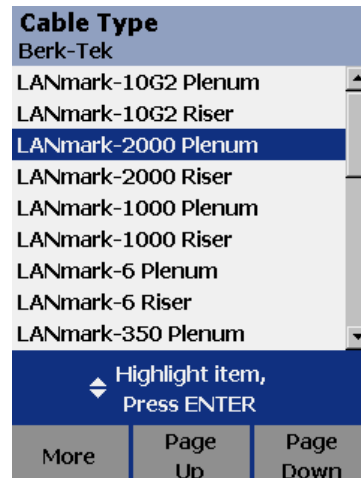 Cable Type
Berk-Tek
LANmark-10G2 Plenum
LANmark-10G2 Riser
LANmark-2000 Plenum
LANmark-2000 Riser
LANmark-1000 Plenum
LANmark-1000 Riser
LANmark-6 Plenum
LANmark-6 Riser
LANmark-350 Plenum
Highlight item,
Press ENTER
More
Page
Up
Page
Down